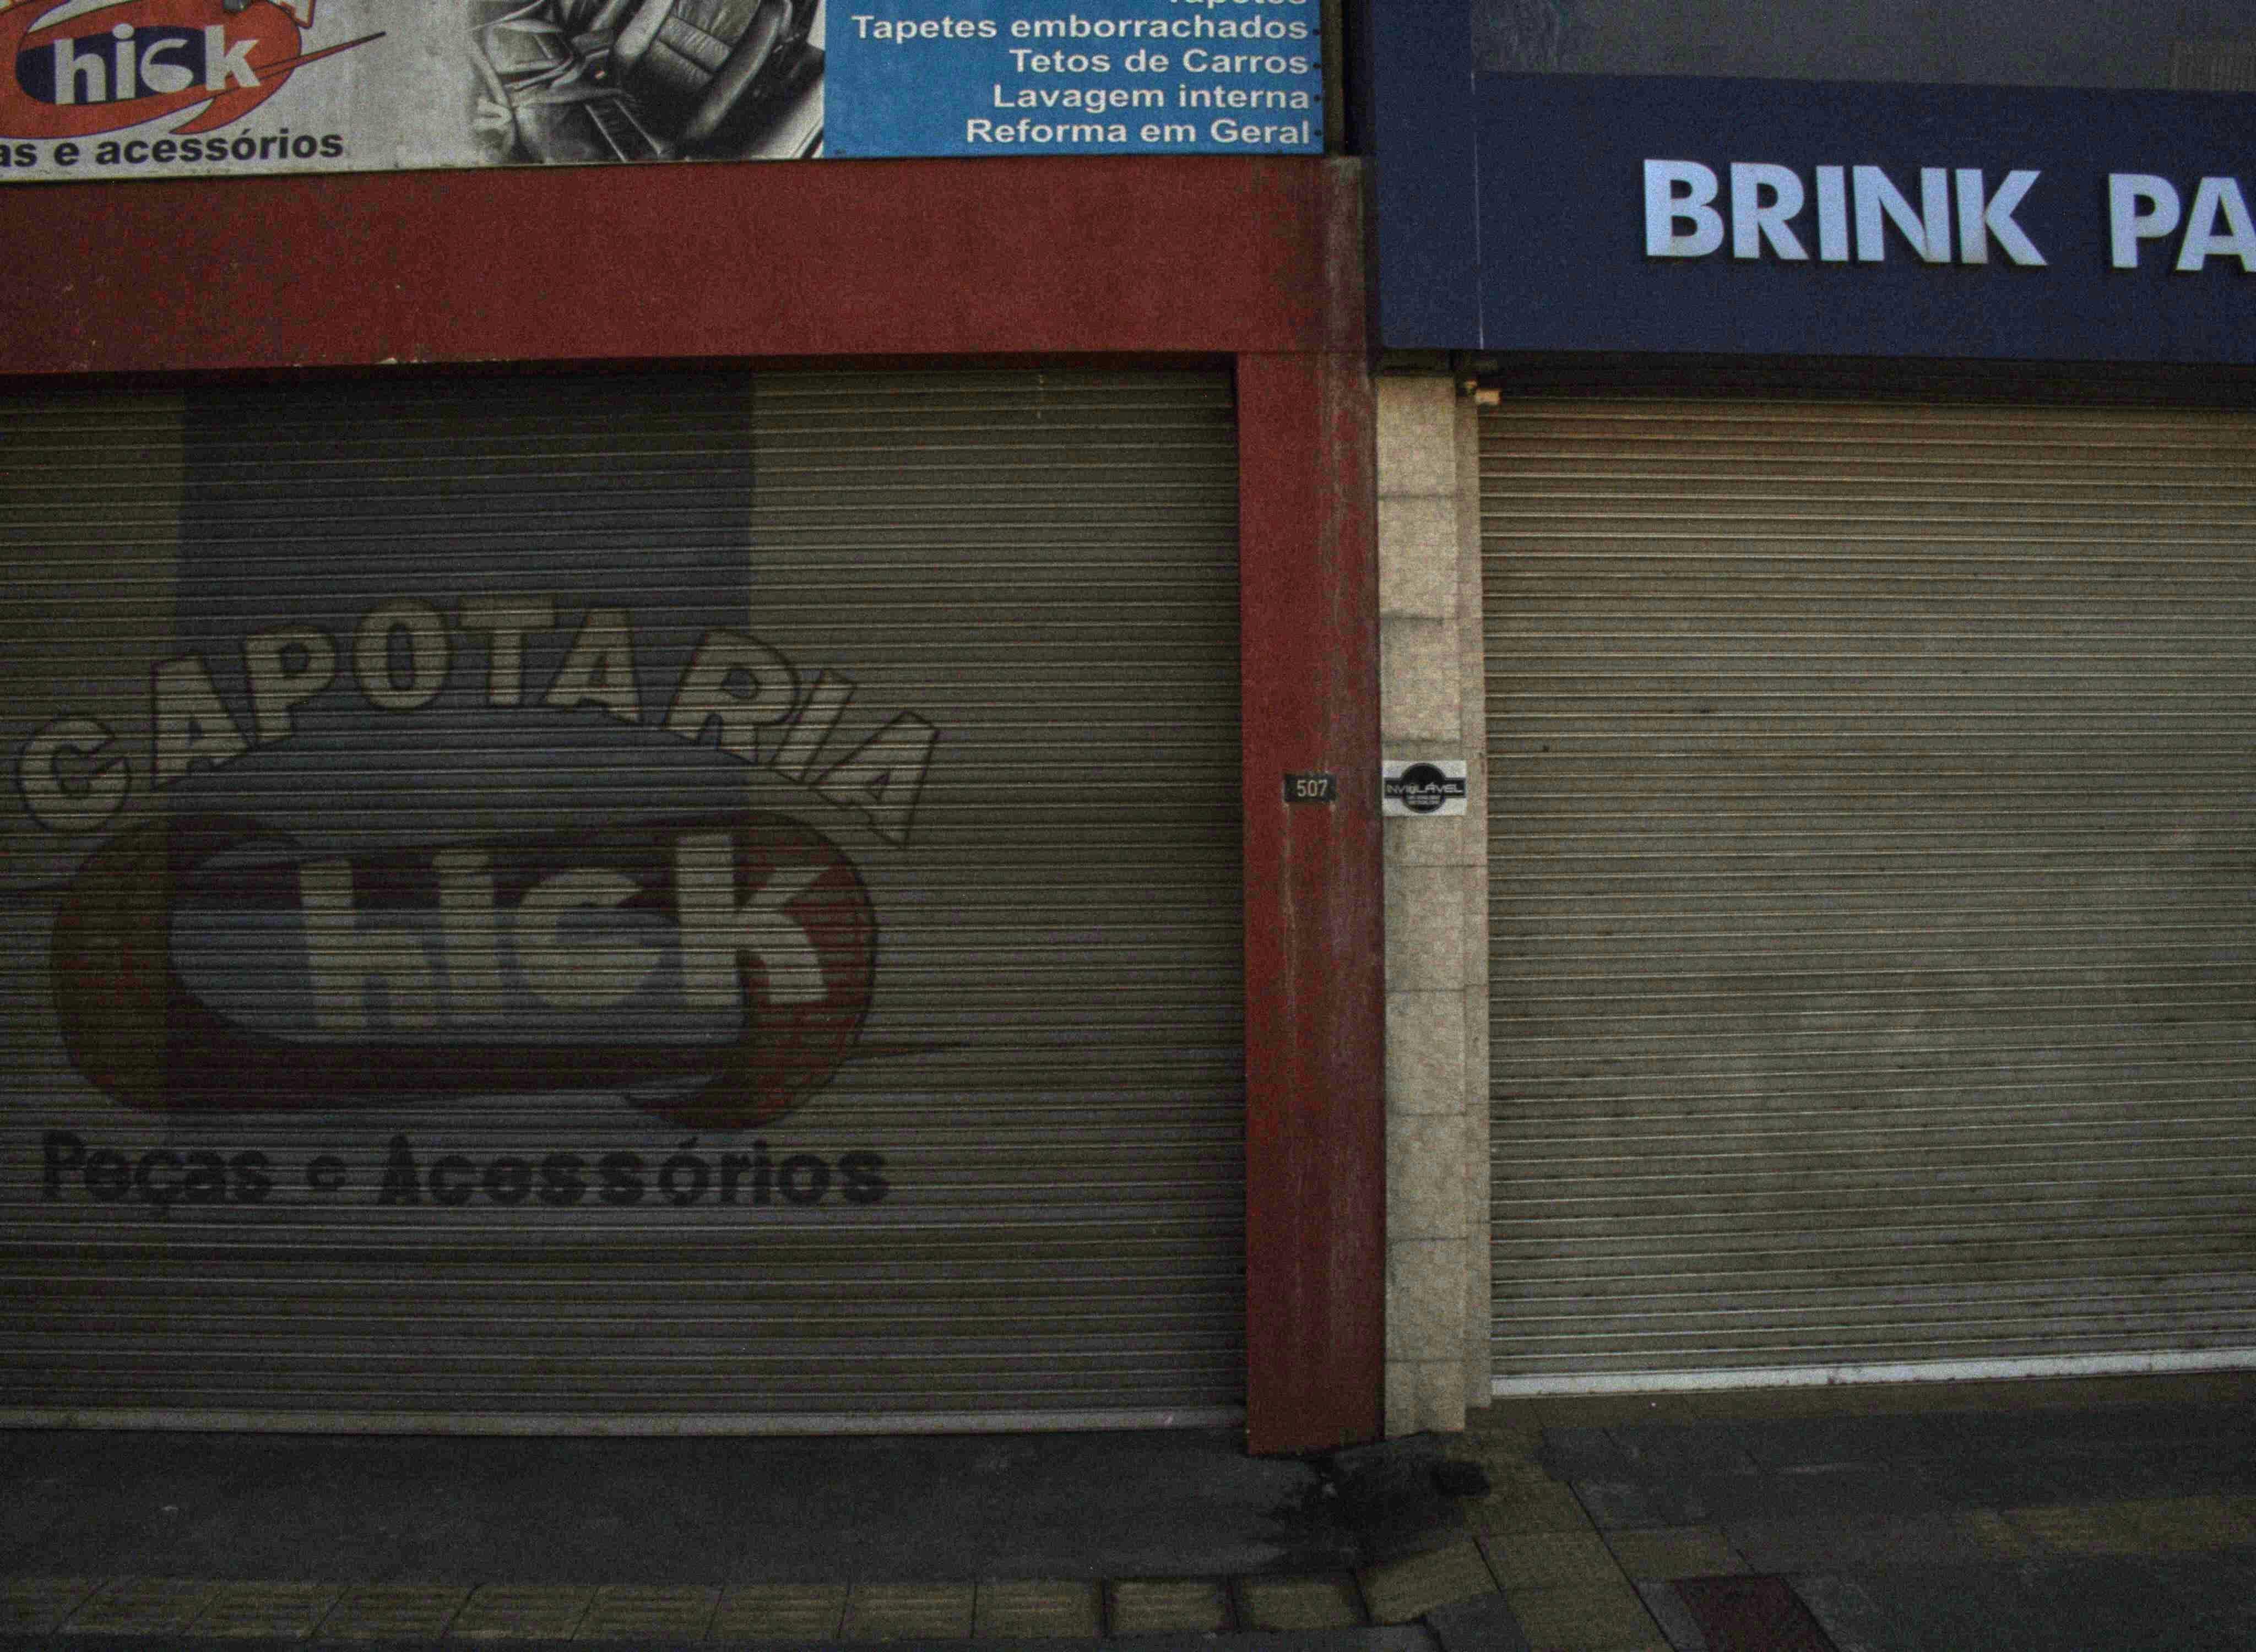 hick
as e acessórios
Tapetes
Tapetes emborrachados
Tetos de Carros
Lavagem interna
Reforma em Geral
BRINK PA
CAPOTARIA
hick
Peças e Acessórios
507
INVIOLÁVEL